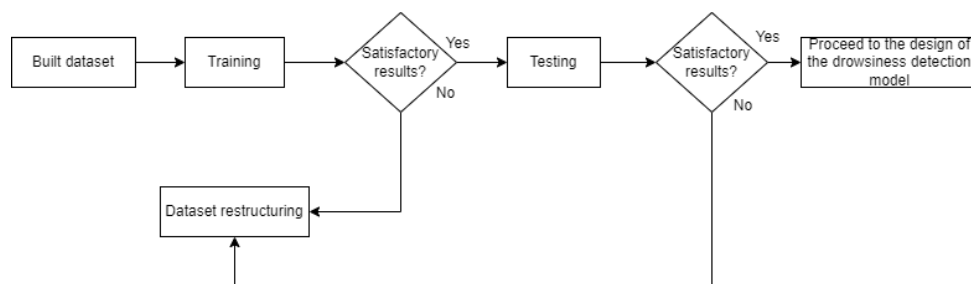 Built dataset
Training
Satisfactory
results?
Yes
No
Testing
Satisfactory
results?
Yes
No
Proceed to the design of
the drowsiness detection
model
Dataset restructuring